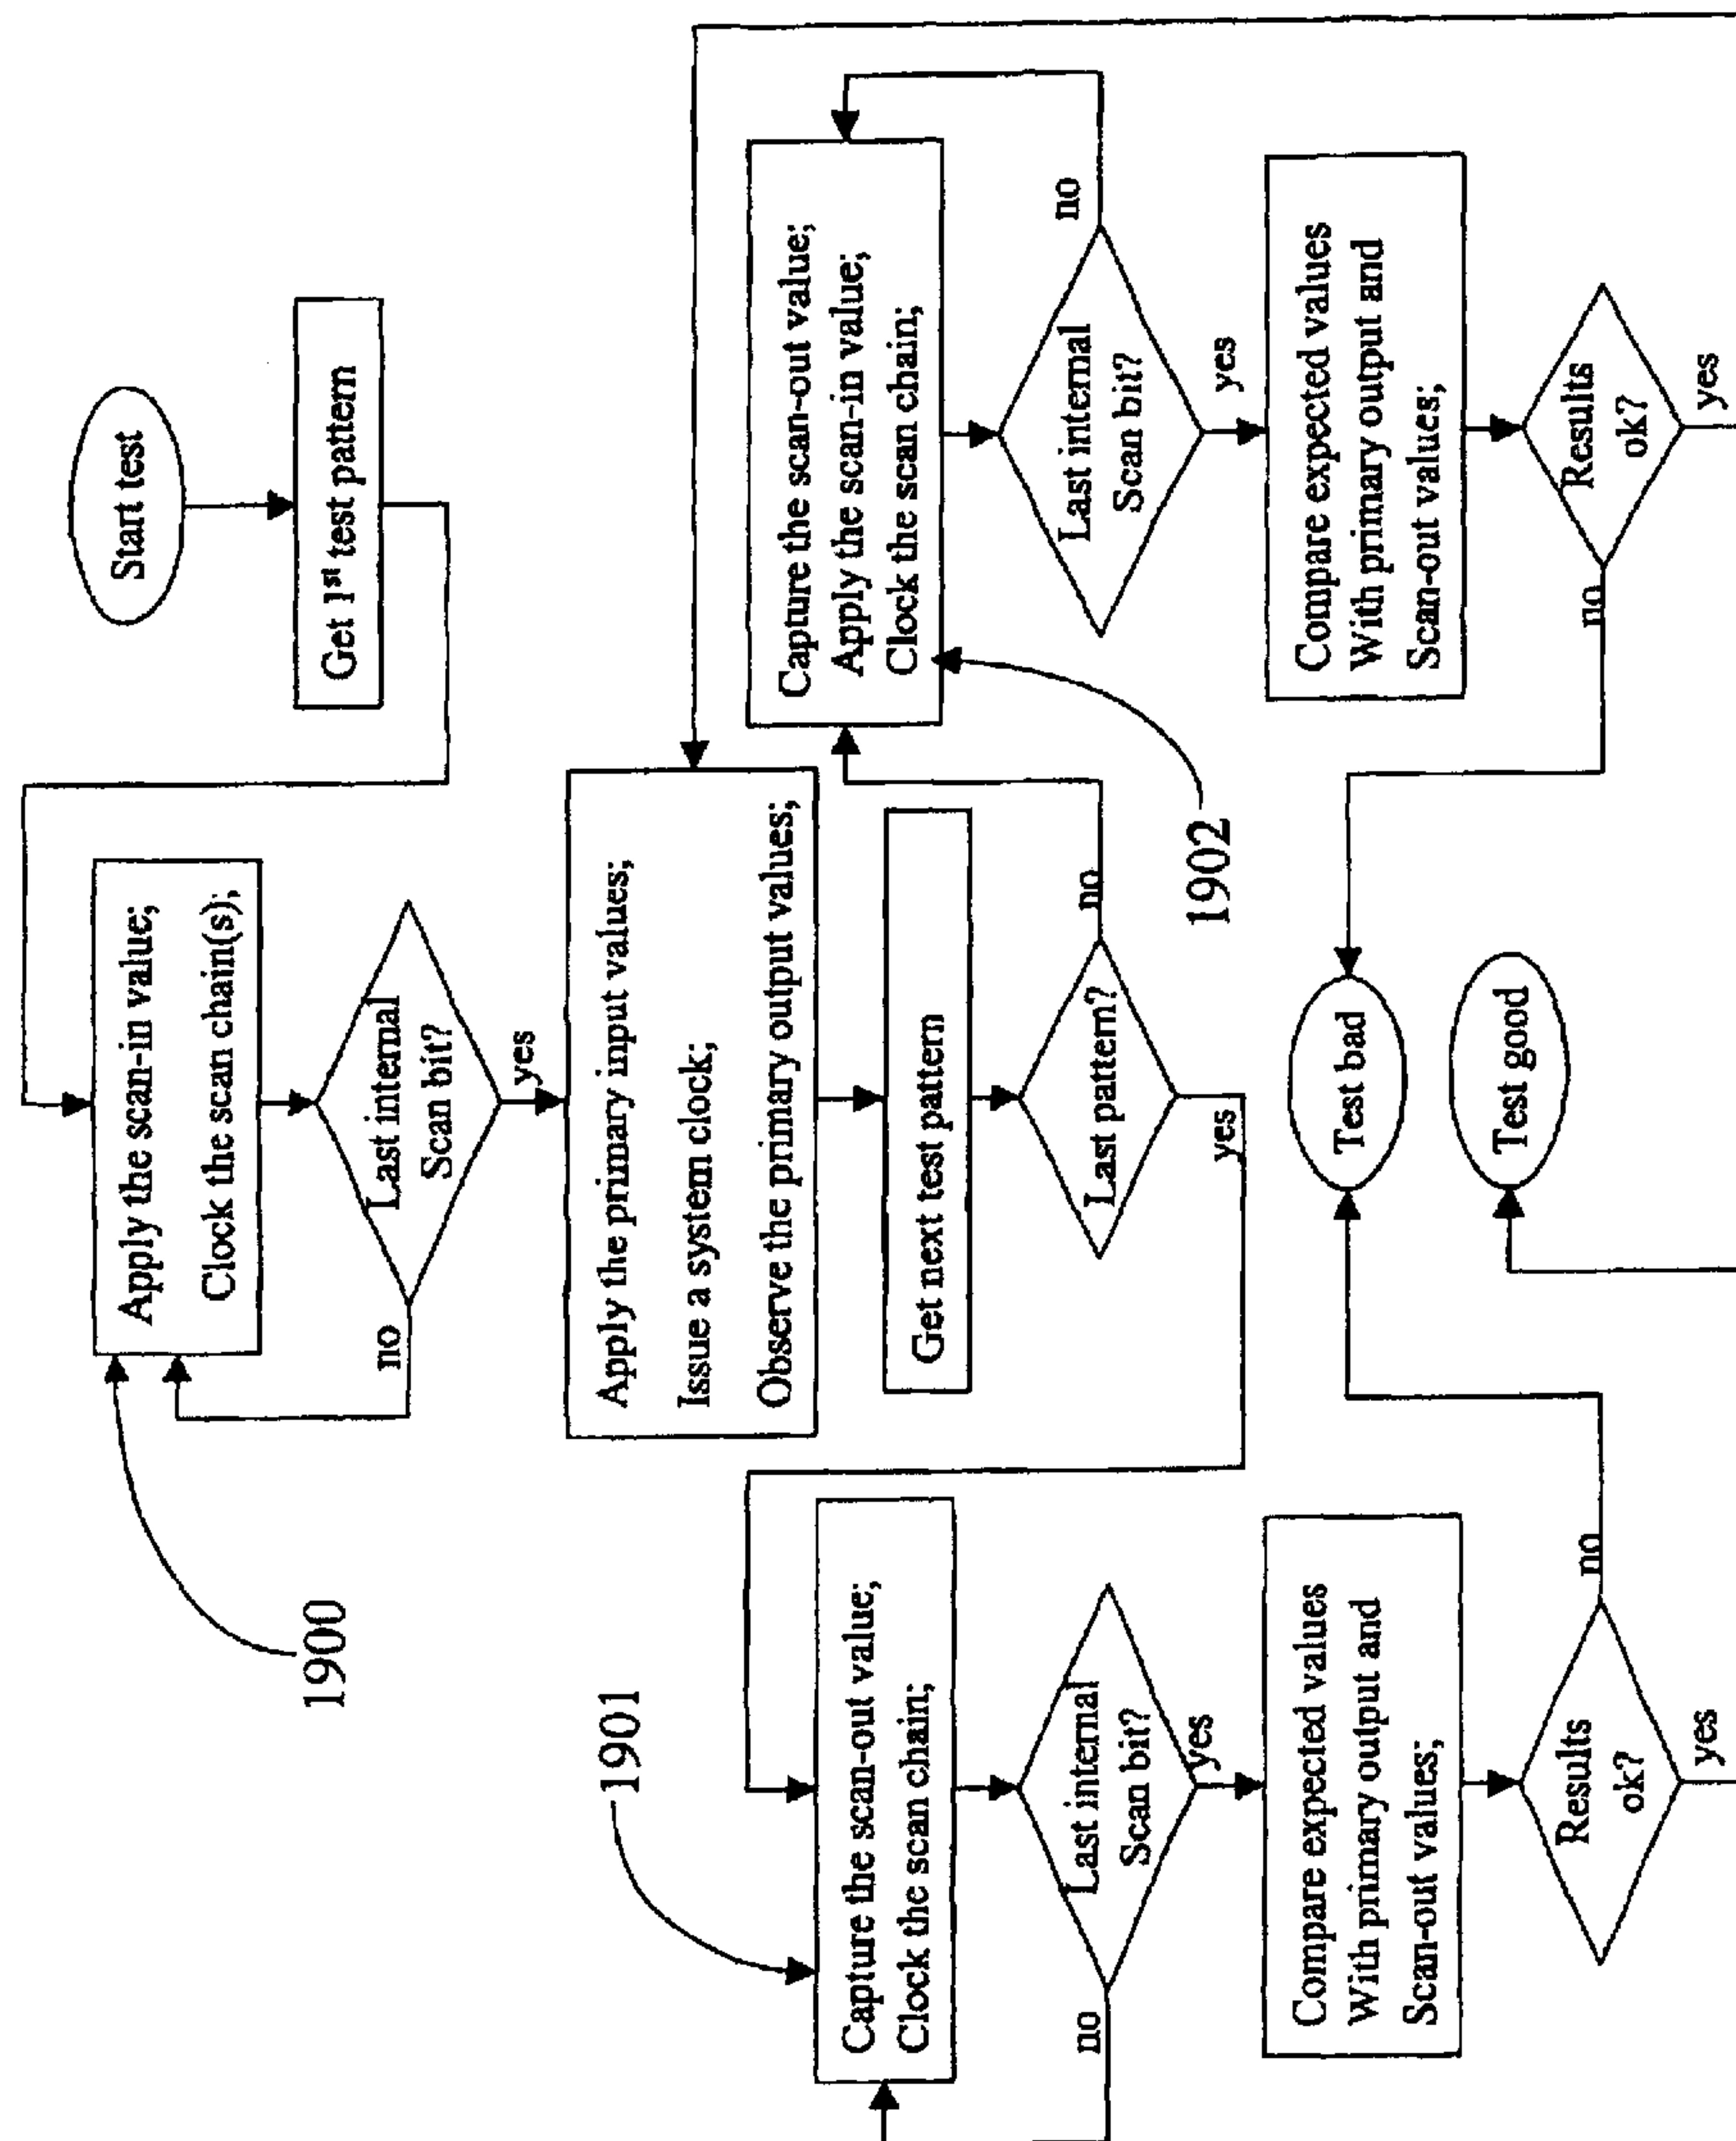 Start test
Get 1st test pattern
1900
Apply the scan-in value;
Clock the scan chain(s);
Last internal
Scan bit?
no
yes
Apply the primary input values;
Issue a system clock;
Observe the primary output values;
Get next test pattern
Last pattern?
no
yes
1901
Capture the scan-out value;
Clock the scan chain;
Last internal
Scan bit?
no
yes
Compare expected values
With primary output and
Scan-out values;
Results
ok?
no
yes
1902
Capture the scan-out value;
Apply the scan-in value;
Clock the scan chain;
Last internal
Scan bit?
no
yes
Compare expected values
With primary output and
Scan-out values;
Results
ok?
no
yes
Test bad
Test good